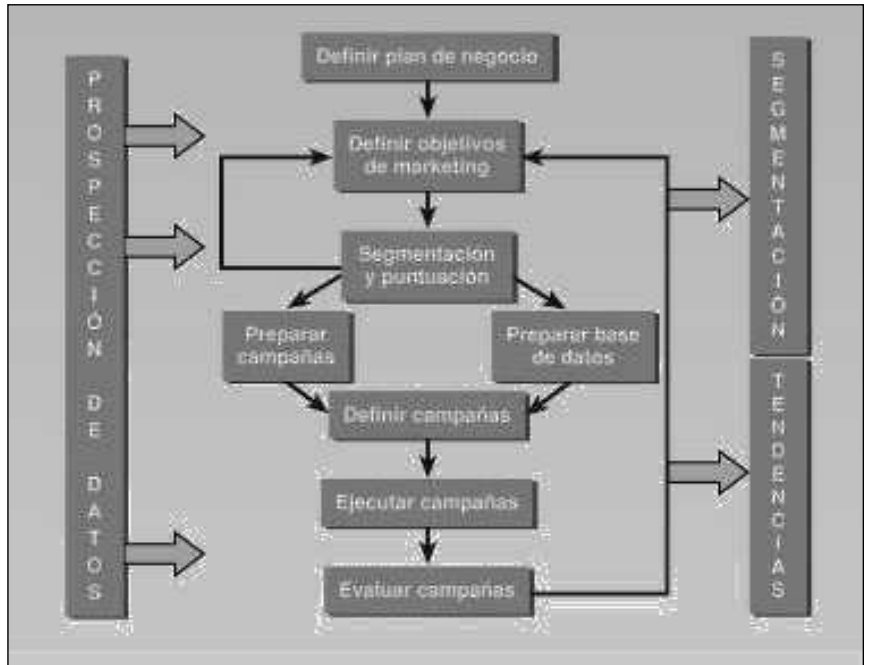 PROSPECCIÓN DE DATOS
Definir plan de negocio
Definir objetivos
de marketing
Segmentación
y puntuación
Preparar
campañas
Preparar base
de datos
Definir campañas
Ejecutar campañas
Evaluar campañas
SEGMENTACIÓN
TENDENCIAS